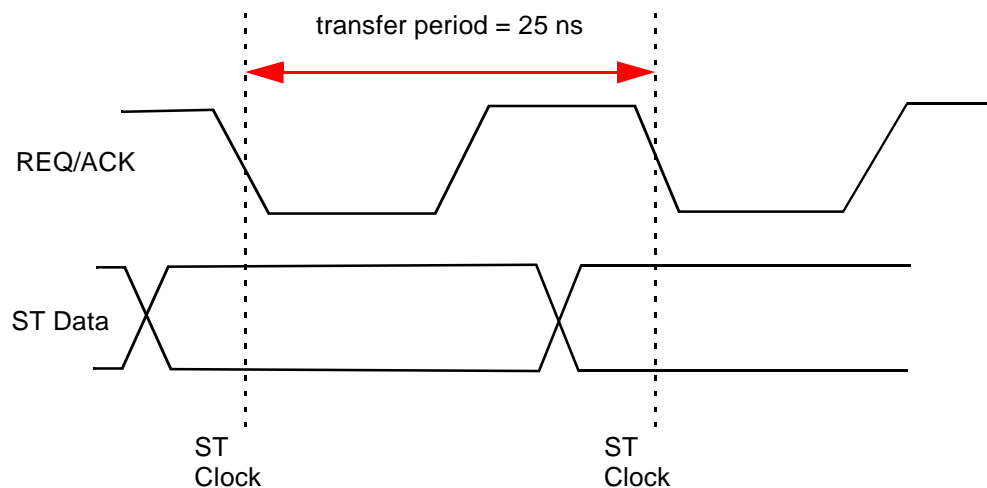 transfer period = 25 ns
REQ/ACK
ST Data
ST
Clock
ST
Clock